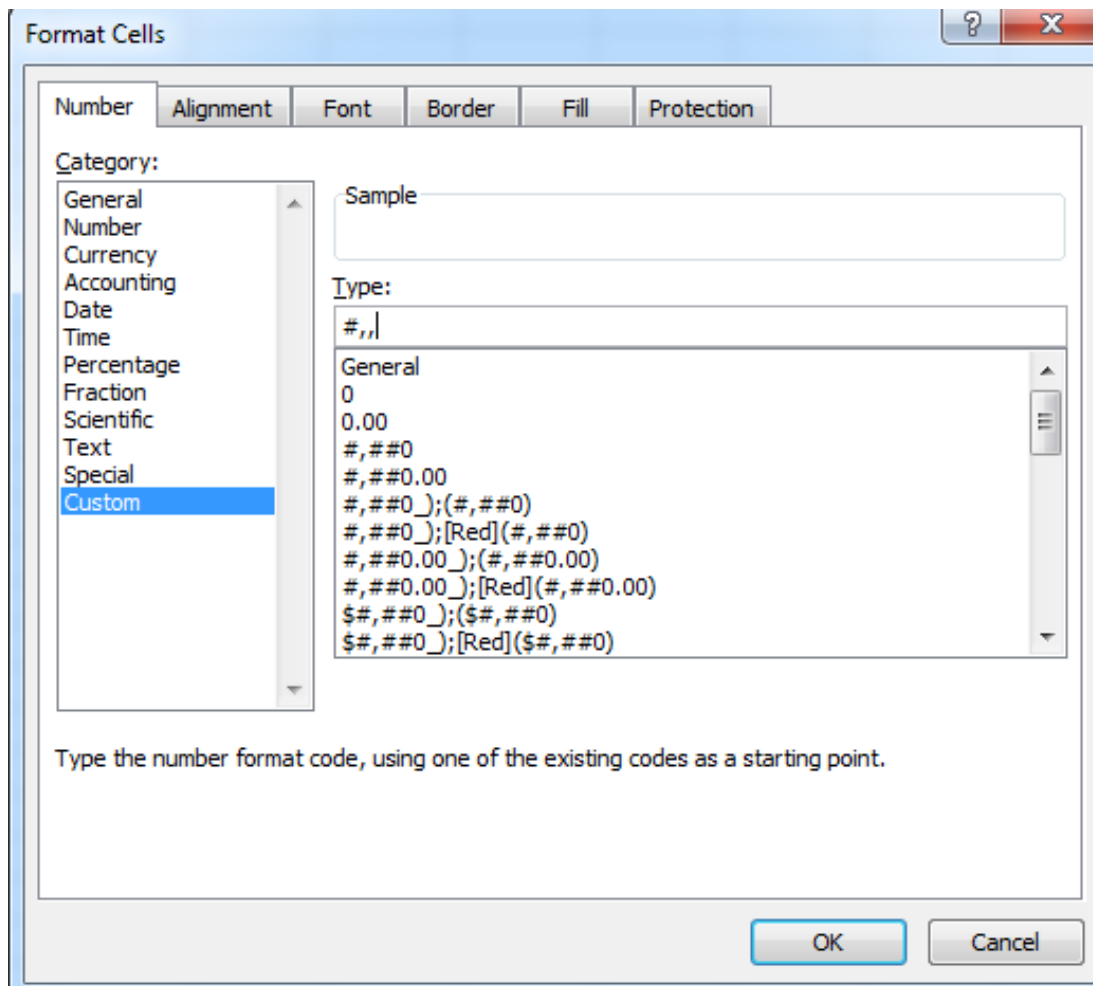 Format Cells
Number Alignment Font Border Fill Protection
Category:
General
Number
Currency
Accounting
Date
Time
Percentage
Fraction
Scientific
Text
Special
Custom
Sample
Type:
#,,
General
0
0.00
#,##0
#,##0.00
#,##0_);(#,##0)
#,##0_);[Red](#,##0)
#,##0.00_);(#,##0.00)
#,##0.00_);[Red](#,##0.00)
$#,##0_);($#,##0)
$#,##0_);[Red]($#,##0)
Type the number format code, using one of the existing codes as a starting point.
OK Cancel